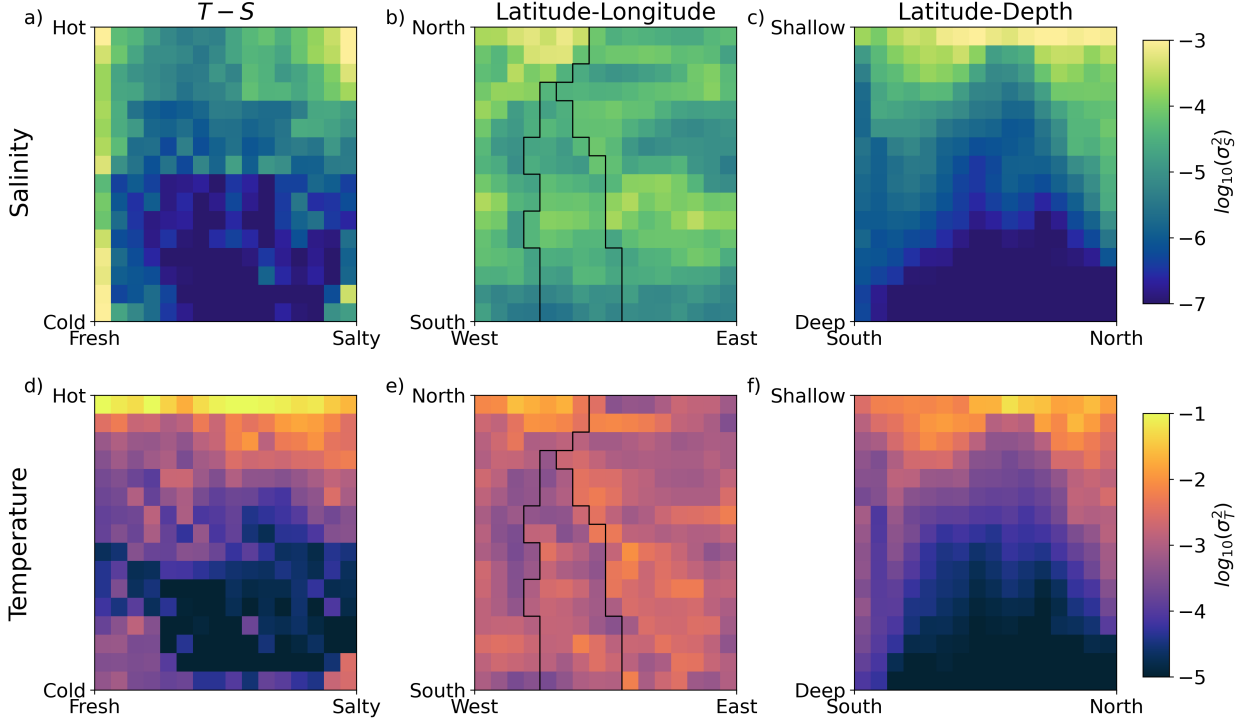 a) T − S b) Latitude-Longitude c) Latitude-Depth
Hot North Shallow −3
−4
Salinity log₁₀(σ²_S)
−5
−6
−7
Cold South Deep
Fresh Salty West East South North
d) e) f)
Hot North Shallow −1
−2
Temperature log₁₀(σ²_T)
−3
−4
−5
Cold South Deep
Fresh Salty West East South North